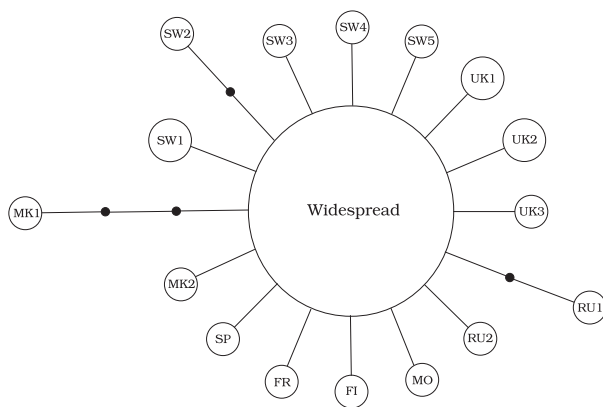 SW2
SW3
SW4
SW5
UK1
SW1
UK2
MK1
Widespread
UK3
MK2
RU1
SP
RU2
FR
FI
MO